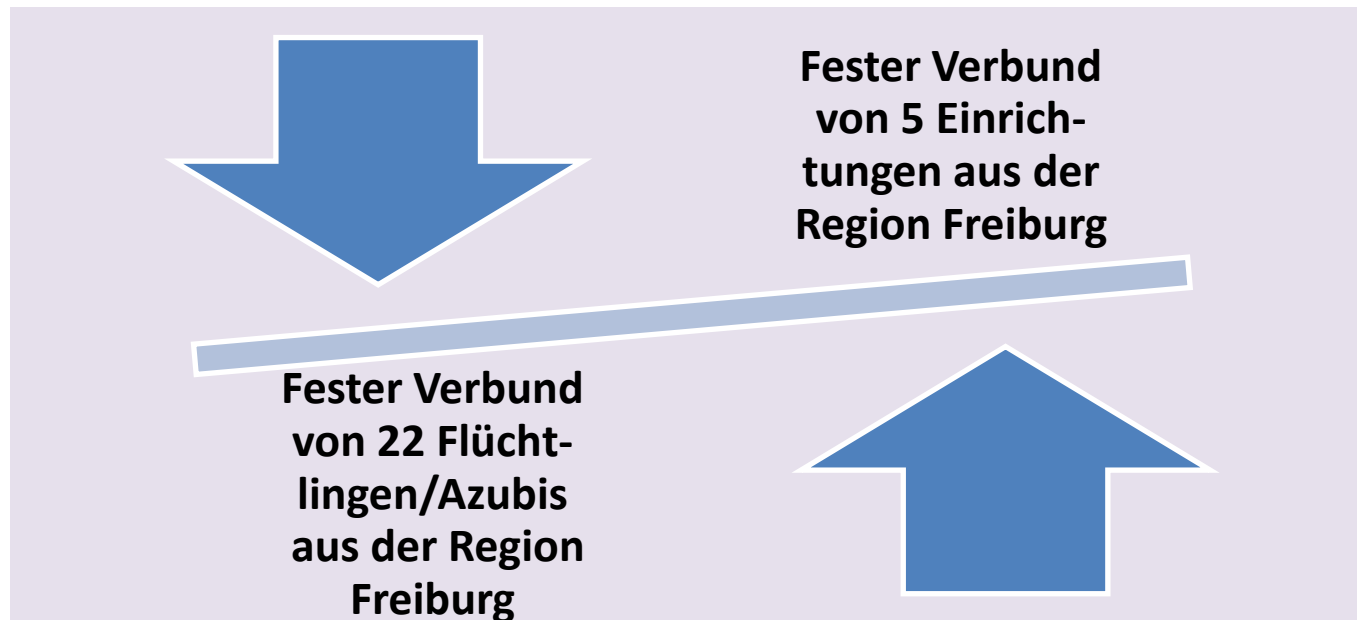 Fester Verbund
von 5 Einrich-
tungen aus der
Region Freiburg
Fester Verbund
von 22 Flücht-
lingen/Azubis
aus der Region
Freiburg